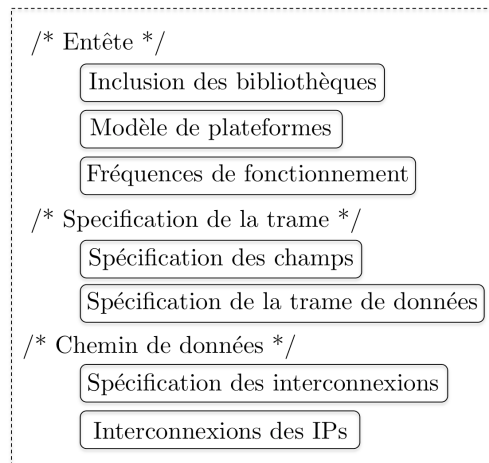 /* Entête */
Inclusion des bibliothèques
Modèle de plateformes
Fréquences de fonctionnement
/* Specification de la trame */
Spécification des champs
Spécification de la trame de données
/* Chemin de données */
Spécification des interconnexions
Interconnexions des IPs